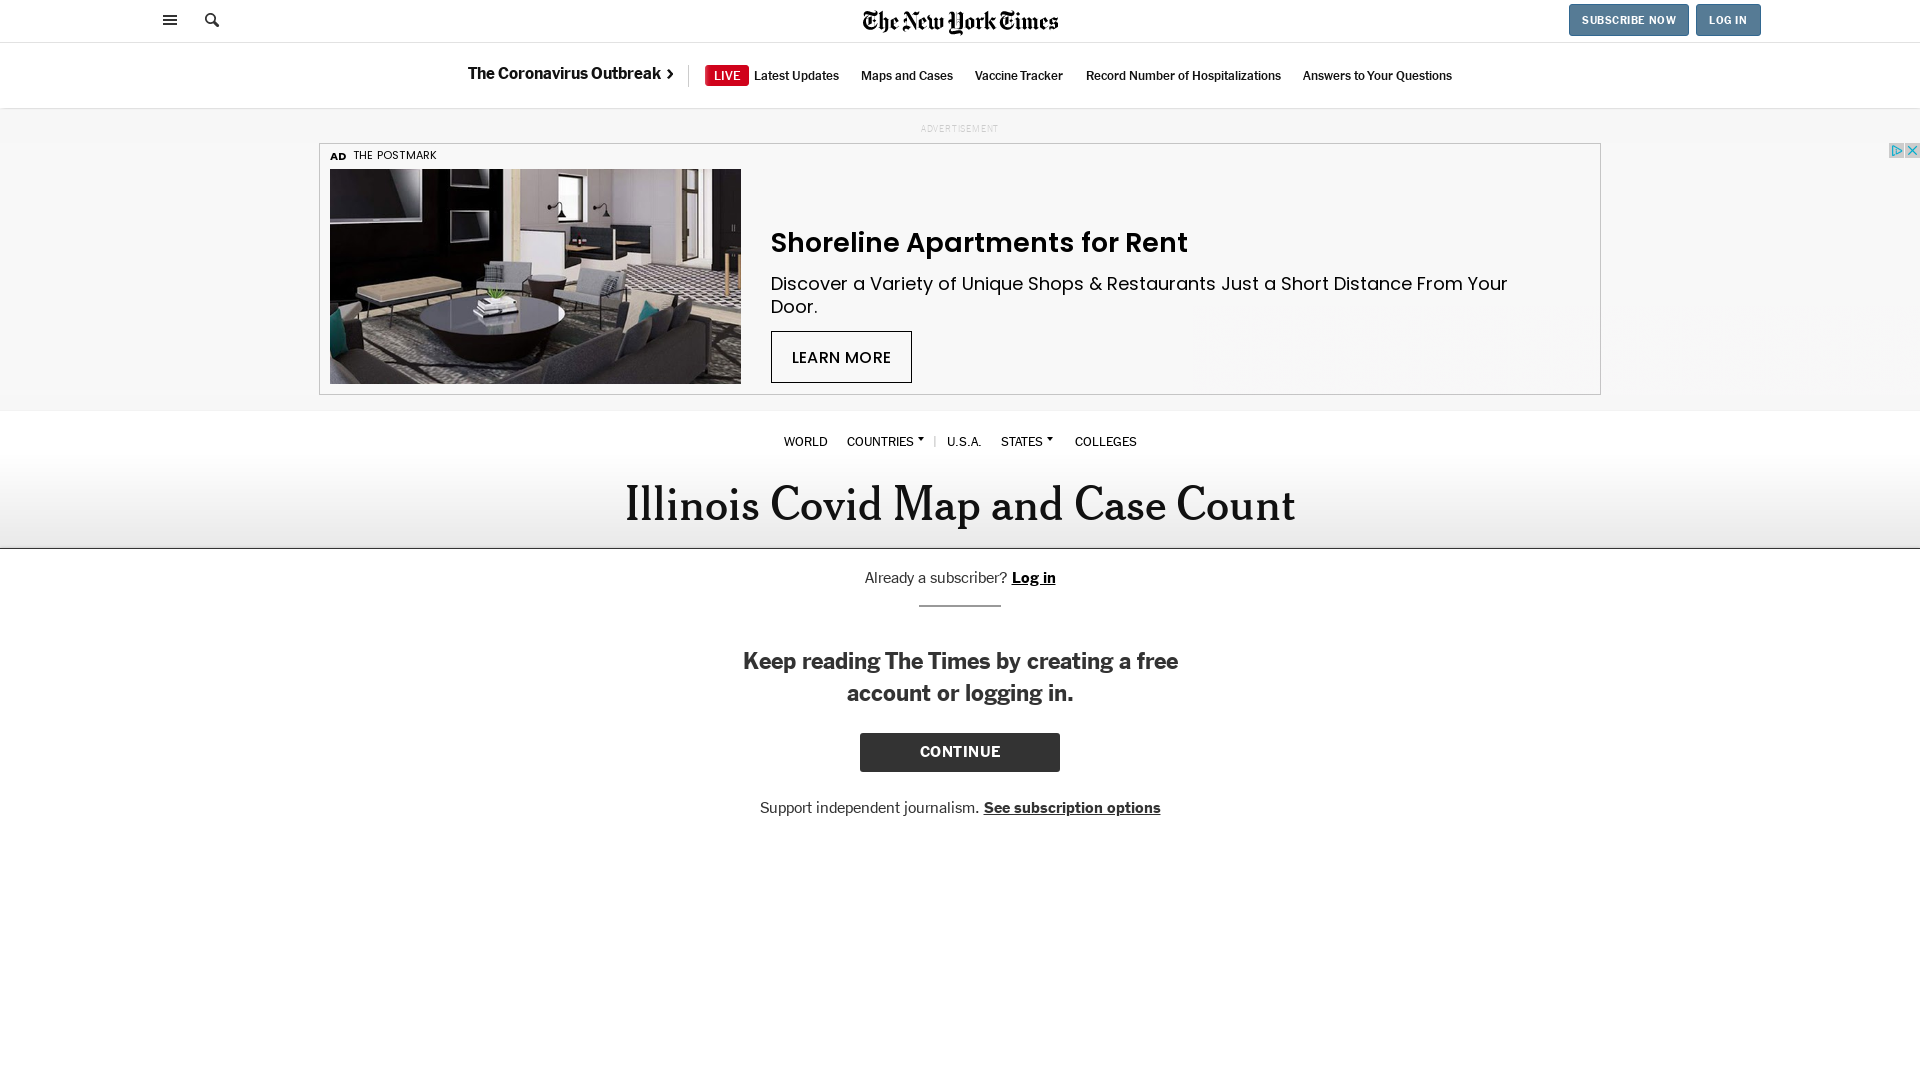 The New York Times
SUBSCRIBE NOW
LOG IN
The Coronavirus Outbreak
LIVE Latest Updates
Maps and Cases
Vaccine Tracker
Record Number of Hospitalizations
Answers to Your Questions
ADVERTISEMENT
AD THE POSTMARK
Shoreline Apartments for Rent
Discover a Variety of Unique Shops & Restaurants Just a Short Distance From Your
Door.
LEARN MORE
WORLD COUNTRIES | U.S.A. STATES COLLEGES
Illinois Covid Map and Case Count
Already a subscriber? Log in
Keep reading The Times by creating a free
account or logging in.
CONTINUE
Support independent journalism. See subscription options